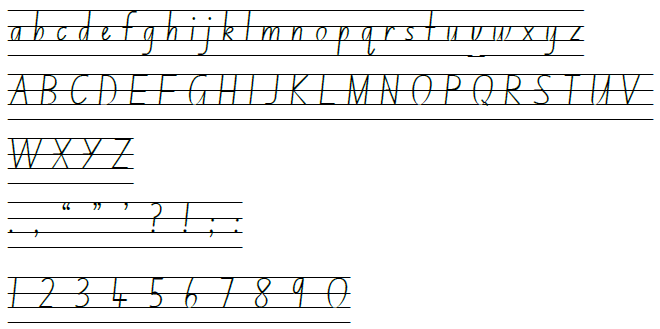 a b c d e f g h i j k l m n o p q r s t u v w x y z
A B C D E F G H I J K L M N O P Q R S T U V
W X Y Z
. , “ ” ’ ? ! ; :
1 2 3 4 5 6 7 8 9 0